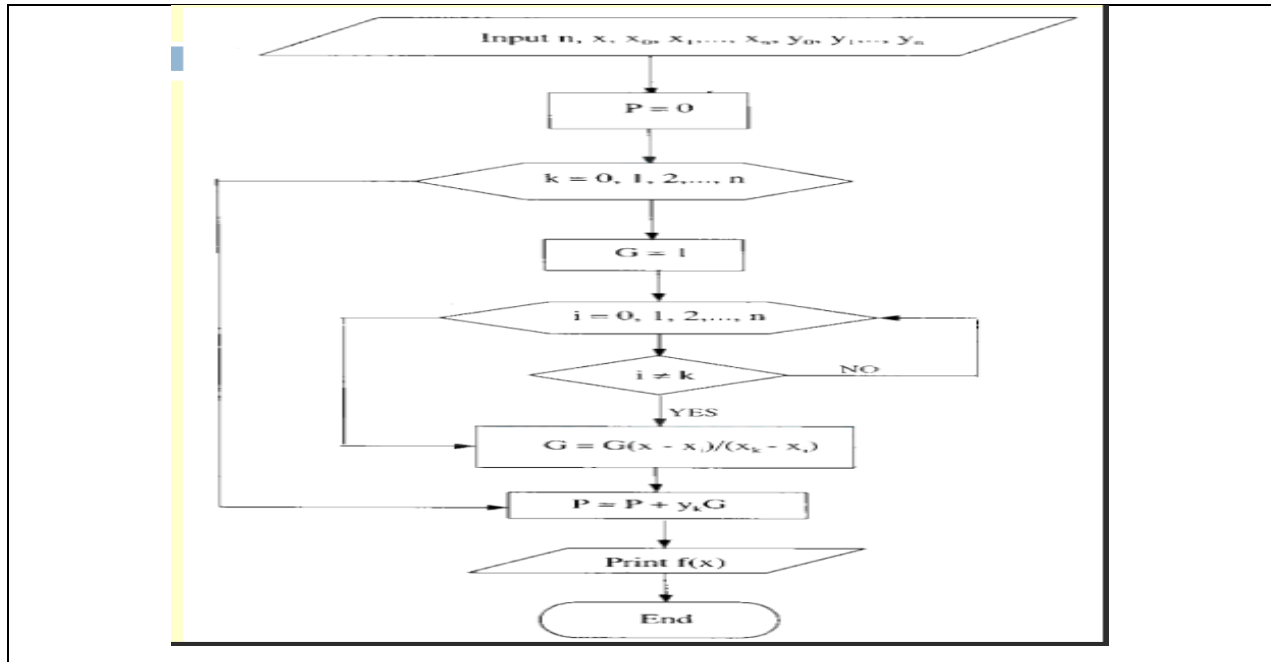 Input n, x, x₀, x₁,..., xₙ, y₀, y₁..., yₙ
P = 0
k = 0, 1, 2,..., n
G = 1
i = 0, 1, 2,..., n
i ≠ k
NO
YES
G = G(x - xᵢ)/(xₖ - xᵢ)
P = P + yₖG
Print f(x)
End